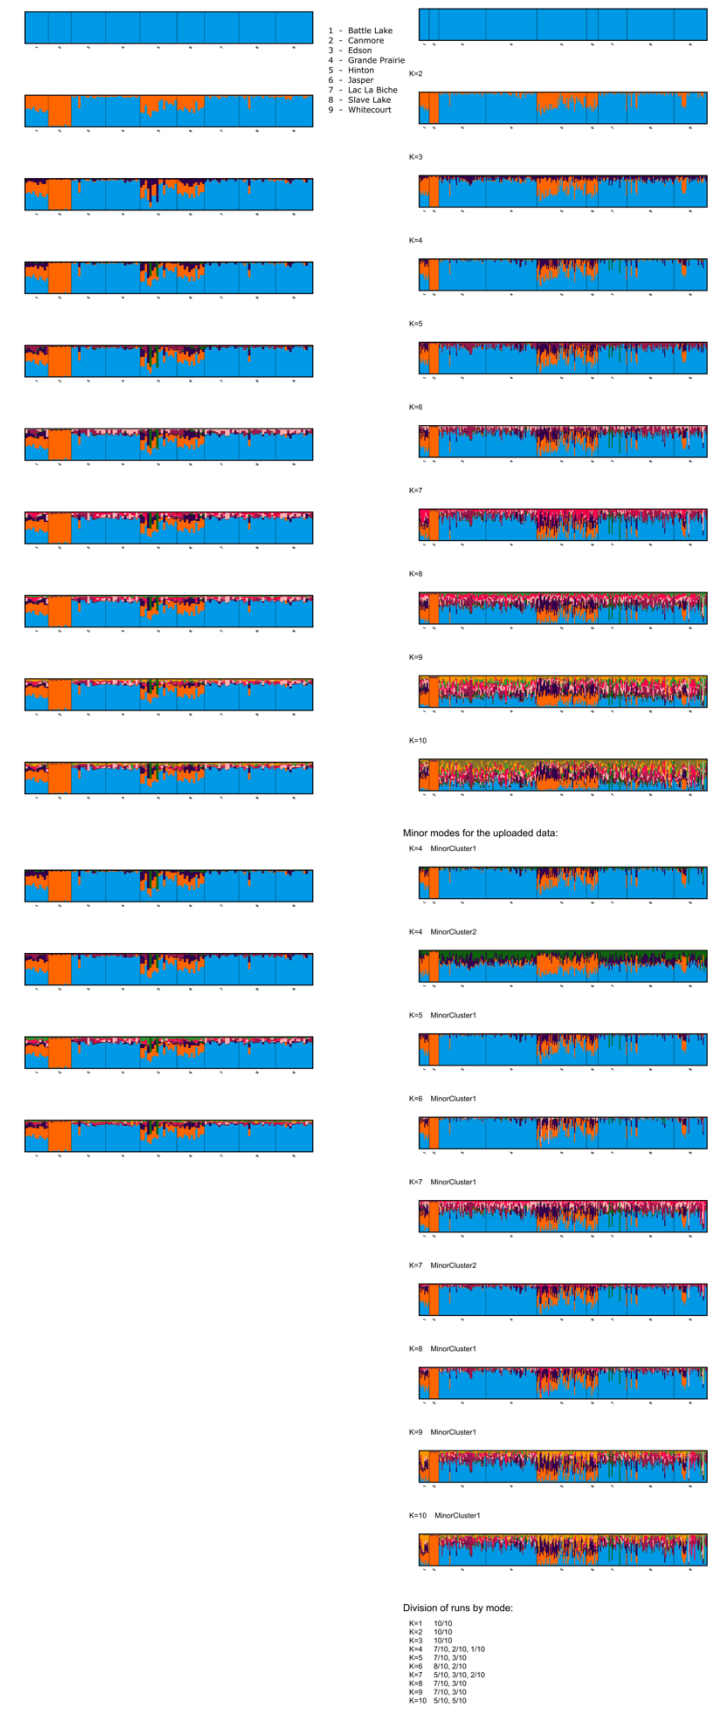 1 - Battle Lake
2 - Canmore
3 - Edson
4 - Grande Prairie
5 - Hinton
6 - Jasper
7 - Lac La Biche
8 - Slave Lake
9 - Whitecourt
K=2
K=3
K=4
K=5
K=6
K=7
K=8
K=9
K=10
Minor modes for the uploaded data:
K=4 MinorCluster1
K=4 MinorCluster2
K=5 MinorCluster1
K=6 MinorCluster1
K=7 MinorCluster1
K=7 MinorCluster2
K=8 MinorCluster1
K=9 MinorCluster1
K=10 MinorCluster1
Division of runs by mode:
K=1 10/10
K=2 10/10
K=3 10/10
K=4 7/10, 2/10, 1/10
K=5 7/10, 3/10
K=6 8/10, 2/10
K=7 5/10, 3/10, 2/10
K=8 7/10, 3/10
K=9 7/10, 3/10
K=10 5/10, 5/10